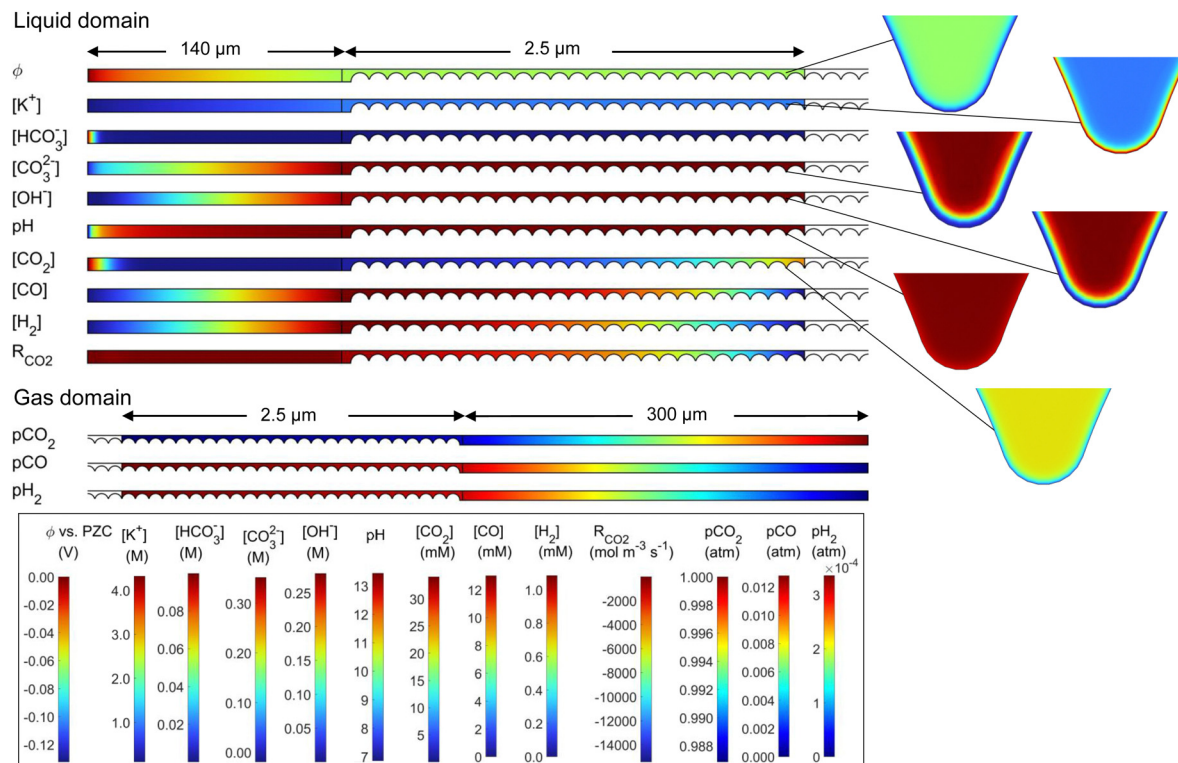 Liquid domain
140 μm 2.5 μm
ϕ
[K⁺]
[HCO₃⁻]
[CO₃²⁻]
[OH⁻]
pH
[CO₂]
[CO]
[H₂]
R_CO2
Gas domain
2.5 μm 300 μm
pCO₂
pCO
pH₂
ϕ vs. PZC [K⁺] [HCO₃⁻] [CO₃²⁻] [OH⁻] pH [CO₂] [CO] [H₂] R_CO2 pCO₂ pCO pH₂
(V) (M) (M) (M) (M) (mM) (mM) (mM) (mol m⁻³ s⁻¹) (atm) (atm) (atm)
×10⁻⁴
0.00 -0.02 -0.04 -0.06 -0.08 -0.10 -0.12
4.0 3.0 2.0 1.0
0.08 0.06 0.04 0.02
0.30 0.20 0.10 0.00
0.25 0.20 0.15 0.10 0.05
13 12 11 10 9 8 7
30 25 20 15 10 5
12 10 8 6 4 2 0
1.0 0.8 0.6 0.4 0.2 0.0
-2000 -4000 -6000 -8000 -10000 -12000 -14000
1.000 0.998 0.996 0.994 0.992 0.990 0.988
0.012 0.010 0.007 0.005 0.004 0.002 0.000
3 2 1 0